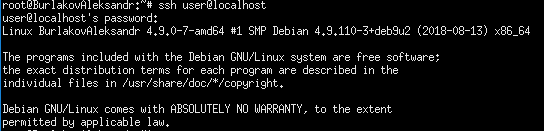 root@BurlakovAleksandr:~# ssh user@localhost
user@localhost's password:
Linux BurlakovAleksandr 4.9.0-7-amd64 #1 SMP Debian 4.9.110-3+deb9u2 (2018-08-13) x86_64

The programs included with the Debian GNU/Linux system are free software;
the exact distribution terms for each program are described in the
individual files in /usr/share/doc/*/copyright.

Debian GNU/Linux comes with ABSOLUTELY NO WARRANTY, to the extent
permitted by applicable law.